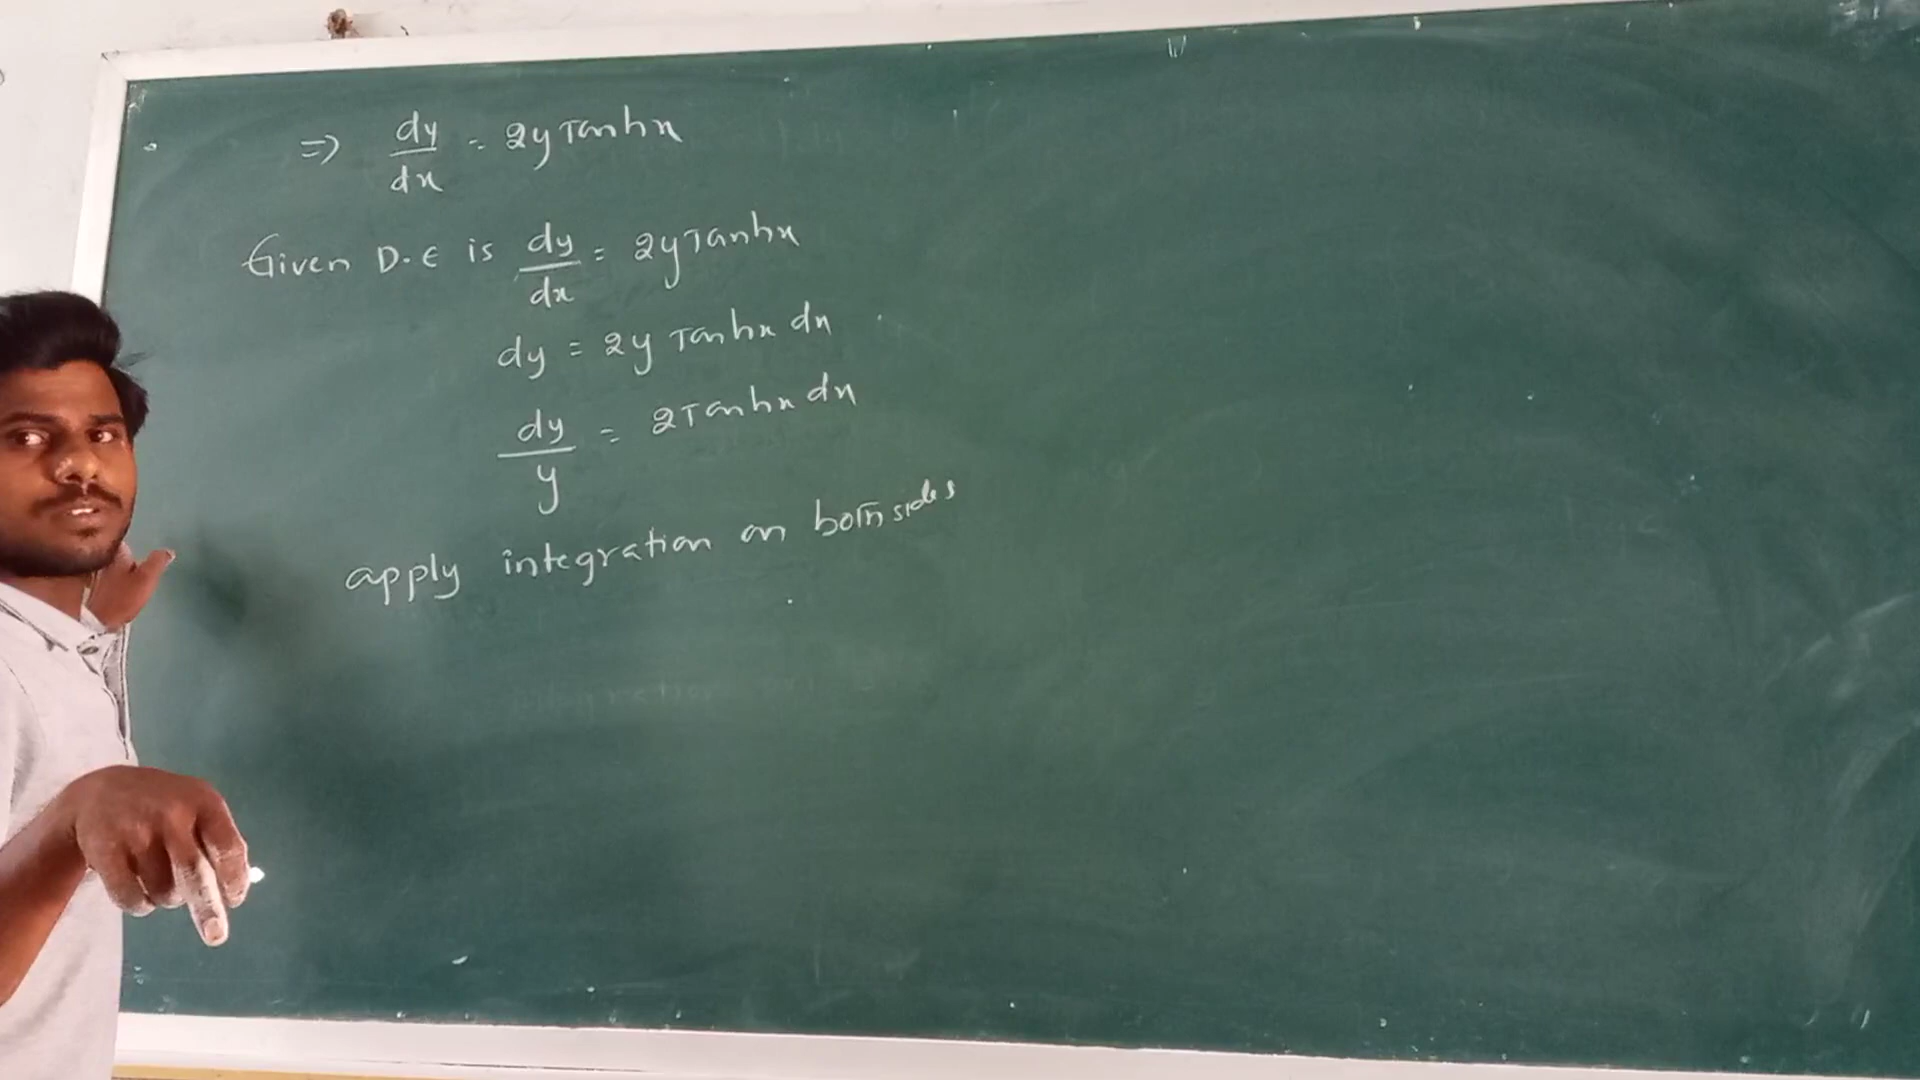 => dy/dx = 2y Tanhx
Given D.E is dy/dx = 2y Tanhx
dy = 2y Tanhx dx
dy/y = 2Tanhx dx
apply integration on both sides